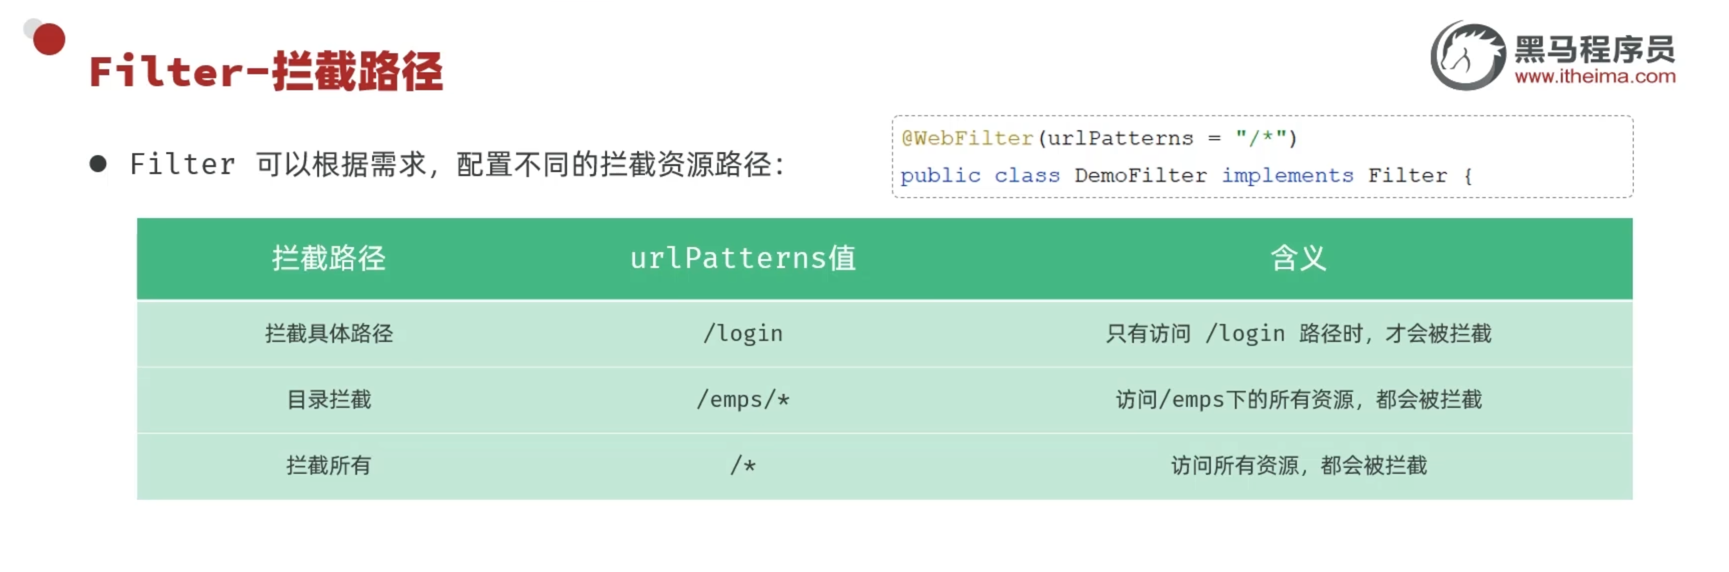 Filter-拦截路径
黑马程序员
www.itheima.com
● Filter 可以根据需求，配置不同的拦截资源路径：
@WebFilter(urlPatterns = "/*")
public class DemoFilter implements Filter {
拦截路径 urlPatterns值 含义
拦截具体路径 /login 只有访问 /login 路径时，才会被拦截
目录拦截 /emps/* 访问/emps下的所有资源，都会被拦截
拦截所有 /* 访问所有资源，都会被拦截